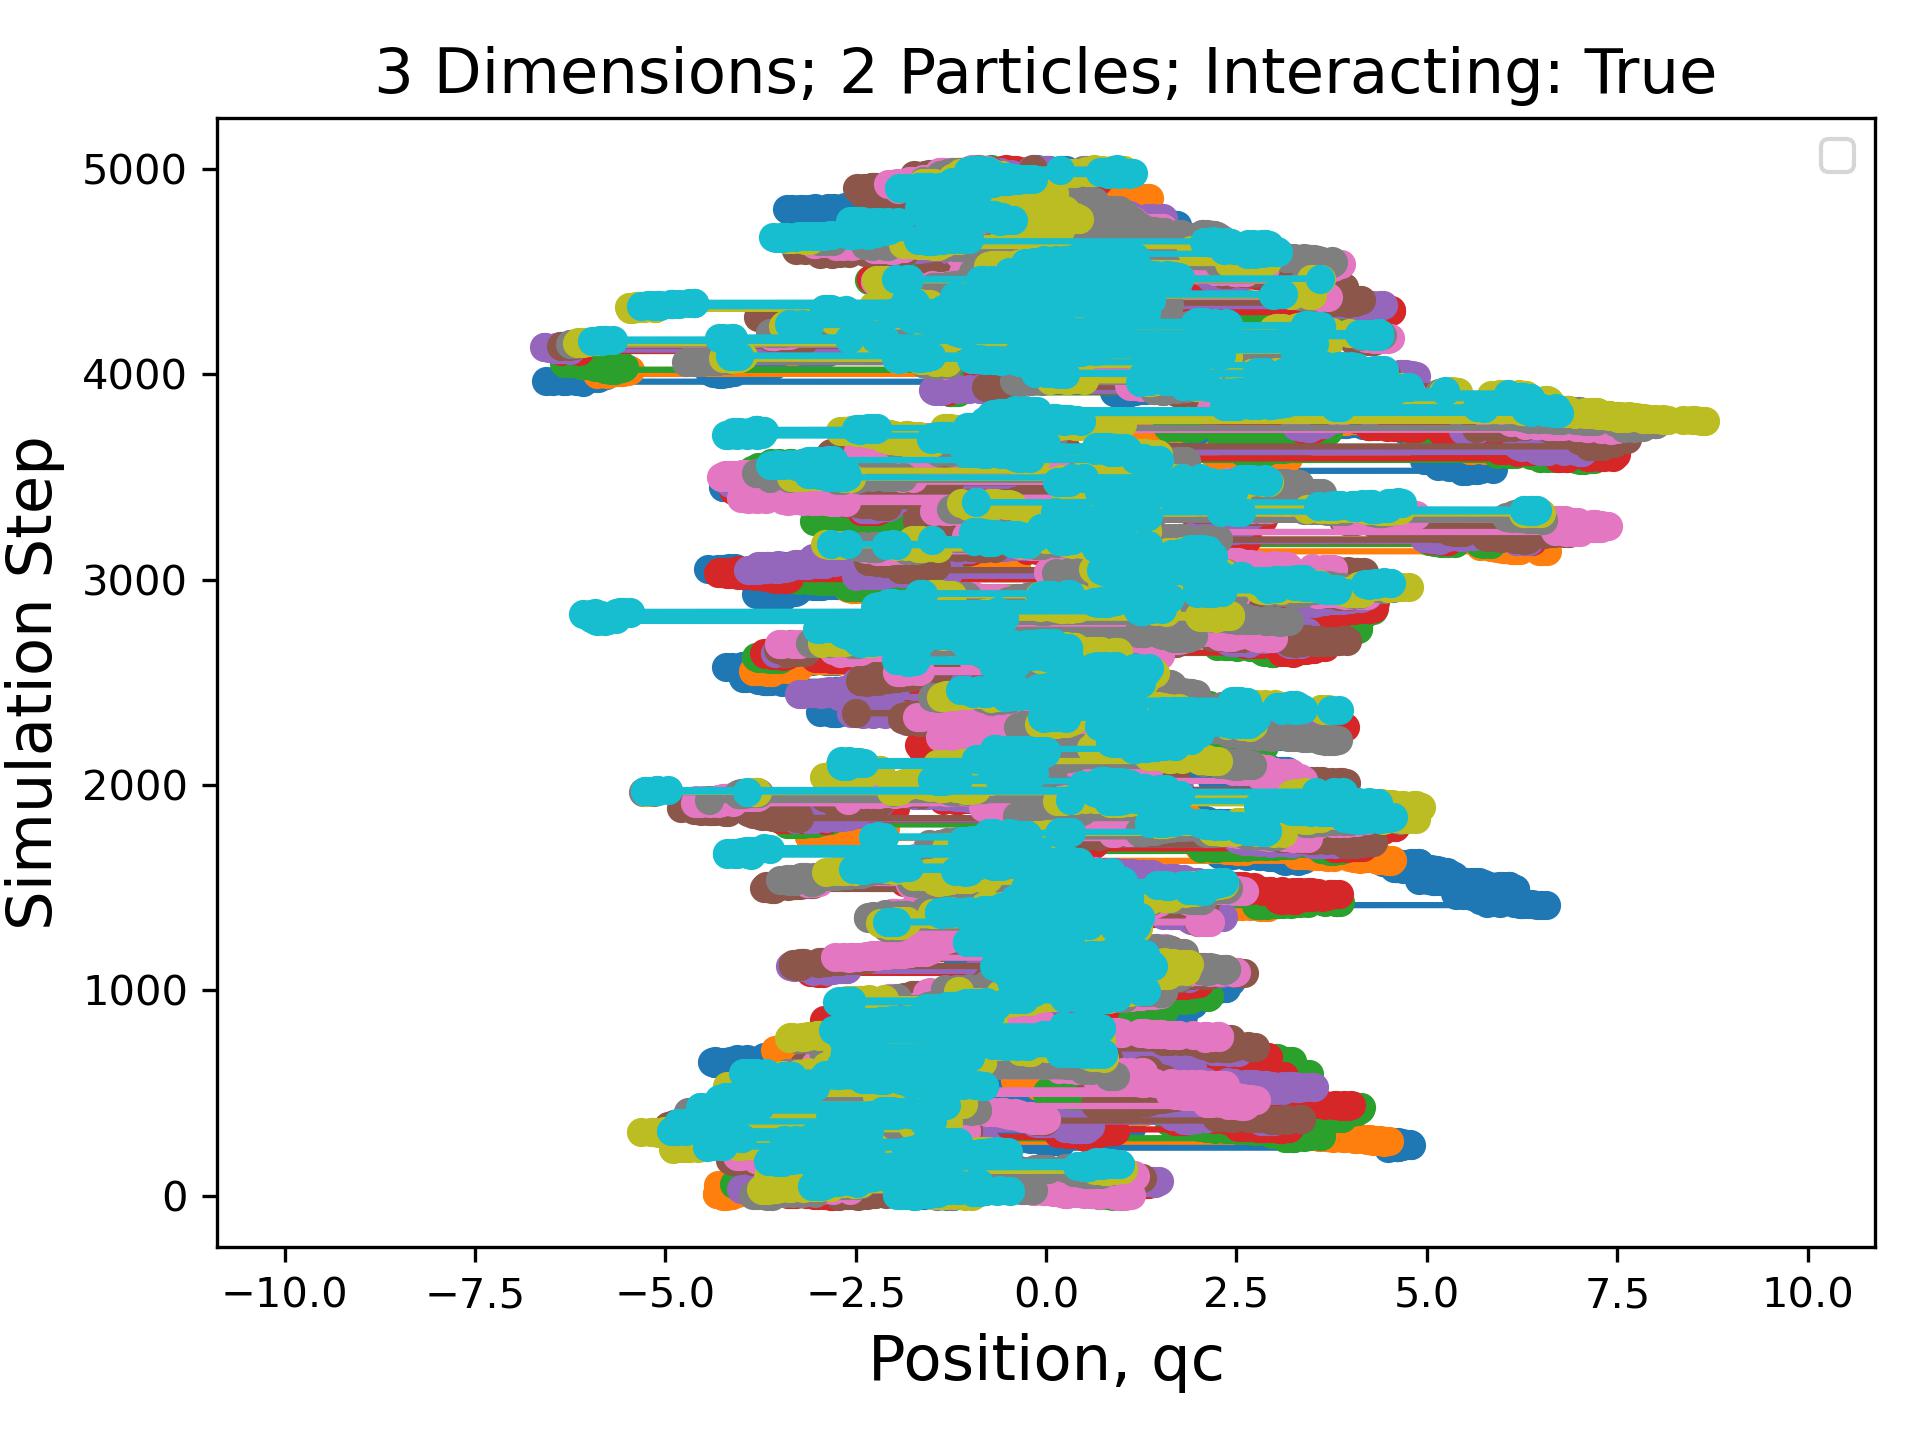 3 Dimensions; 2 Particles; Interacting: True
Simulation Step
5000
4000
3000
2000
1000
0
−10.0 −7.5 −5.0 −2.5 0.0 2.5 5.0 7.5 10.0
Position, qc